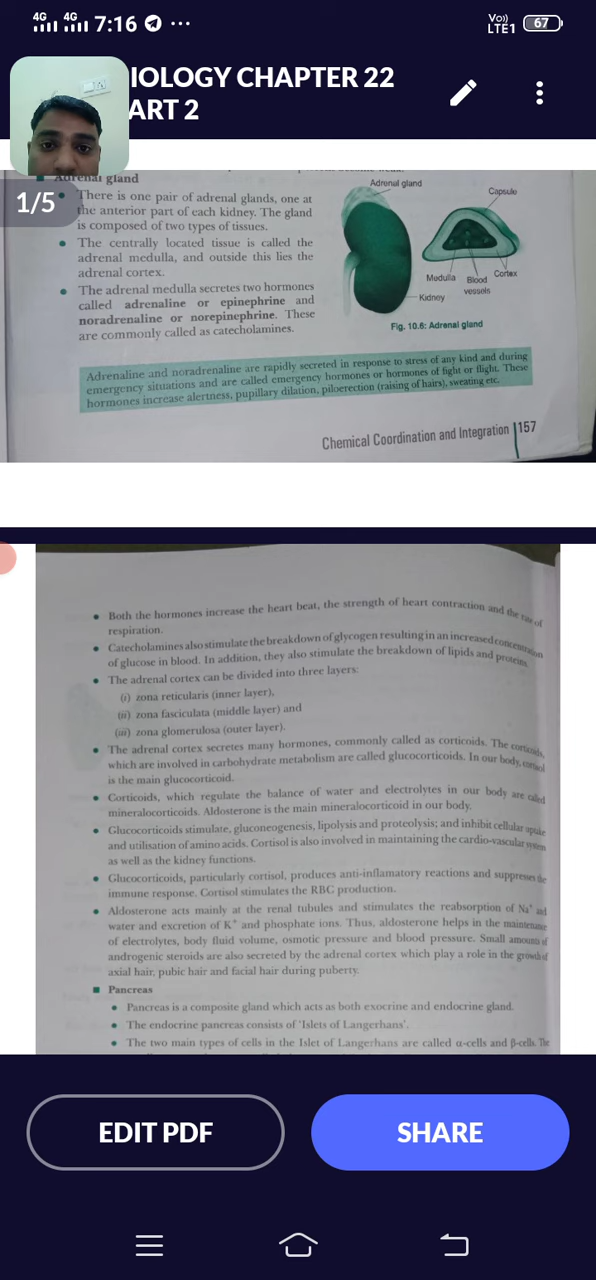 4G 4G 7:16 ...
Vo)) LTE1 67
IOLOGY CHAPTER 22
ART 2
1/5
Adrenal gland
There is one pair of adrenal glands, one at
the anterior part of each kidney. The gland
is composed of two types of tissues.
The centrally located tissue is called the
adrenal medulla, and outside this lies the
adrenal cortex.
The adrenal medulla secretes two hormones
called adrenaline or epinephrine and
noradrenaline or norepinephrine. These
are commonly called as catecholamines.
Adrenal gland
Capsule
Medulla
Blood vessels
Cortex
Kidney
Fig. 10.6: Adrenal gland
Adrenaline and noradrenaline are rapidly secreted in response to stress of any kind and during
emergency situations and are called emergency hormones or hormones of fight or flight. These
hormones increase alertness, pupillary dilation, piloerection (raising of hairs), sweating etc.
Chemical Coordination and Integration 157
Both the hormones increase the heart beat, the strength of heart contraction and the rate of
respiration.
Catecholamines also stimulate the breakdown of glycogen resulting in an increased concentration
of glucose in blood. In addition, they also stimulate the breakdown of lipids and proteins.
The adrenal cortex can be divided into three layers:
(i) zona reticularis (inner layer),
(ii) zona fasciculata (middle layer) and
(iii) zona glomerulosa (outer layer).
The adrenal cortex secretes many hormones, commonly called as corticoids. The corticoids,
which are involved in carbohydrate metabolism are called glucocorticoids. In our body, cortisol
is the main glucocorticoid.
Corticoids, which regulate the balance of water and electrolytes in our body are called
mineralocorticoids. Aldosterone is the main mineralocorticoid in our body.
Glucocorticoids stimulate, gluconeogenesis, lipolysis and proteolysis; and inhibit cellular uptake
and utilisation of amino acids. Cortisol is also involved in maintaining the cardio-vascular system
as well as the kidney functions.
Glucocorticoids, particularly cortisol, produces anti-inflamatory reactions and suppresses the
immune response. Cortisol stimulates the RBC production.
Aldosterone acts mainly at the renal tubules and stimulates the reabsorption of Na⁺ and
water and excretion of K⁺ and phosphate ions. Thus, aldosterone helps in the maintenance
of electrolytes, body fluid volume, osmotic pressure and blood pressure. Small amounts of
androgenic steroids are also secreted by the adrenal cortex which play a role in the growth of
axial hair, pubic hair and facial hair during puberty.
Pancreas
Pancreas is a composite gland which acts as both exocrine and endocrine gland.
The endocrine pancreas consists of 'Islets of Langerhans'.
The two main types of cells in the Islet of Langerhans are called α-cells and β-cells. The
EDIT PDF
SHARE